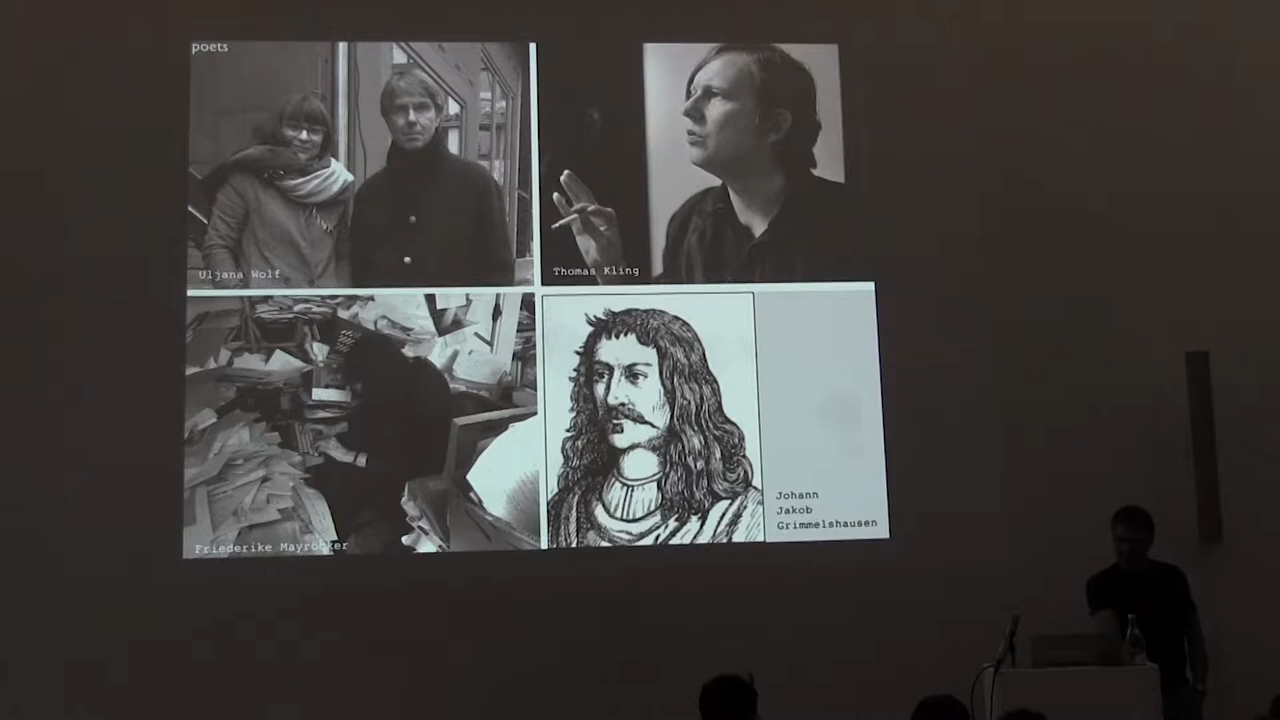 poets
Uljana Wolf
Thomas Kling
Friederike Mayröcker
Johann
Jakob
Grimmelshausen